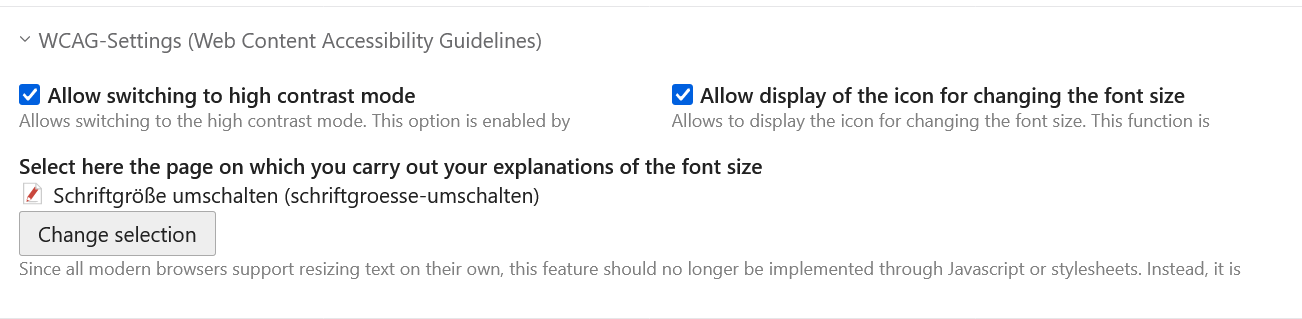 WCAG-Settings (Web Content Accessibility Guidelines)
Allow switching to high contrast mode
Allows switching to the high contrast mode. This option is enabled by
Allow display of the icon for changing the font size
Allows to display the icon for changing the font size. This function is
Select here the page on which you carry out your explanations of the font size
Schriftgröße umschalten (schriftgroesse-umschalten)
Change selection
Since all modern browsers support resizing text on their own, this feature should no longer be implemented through Javascript or stylesheets. Instead, it is